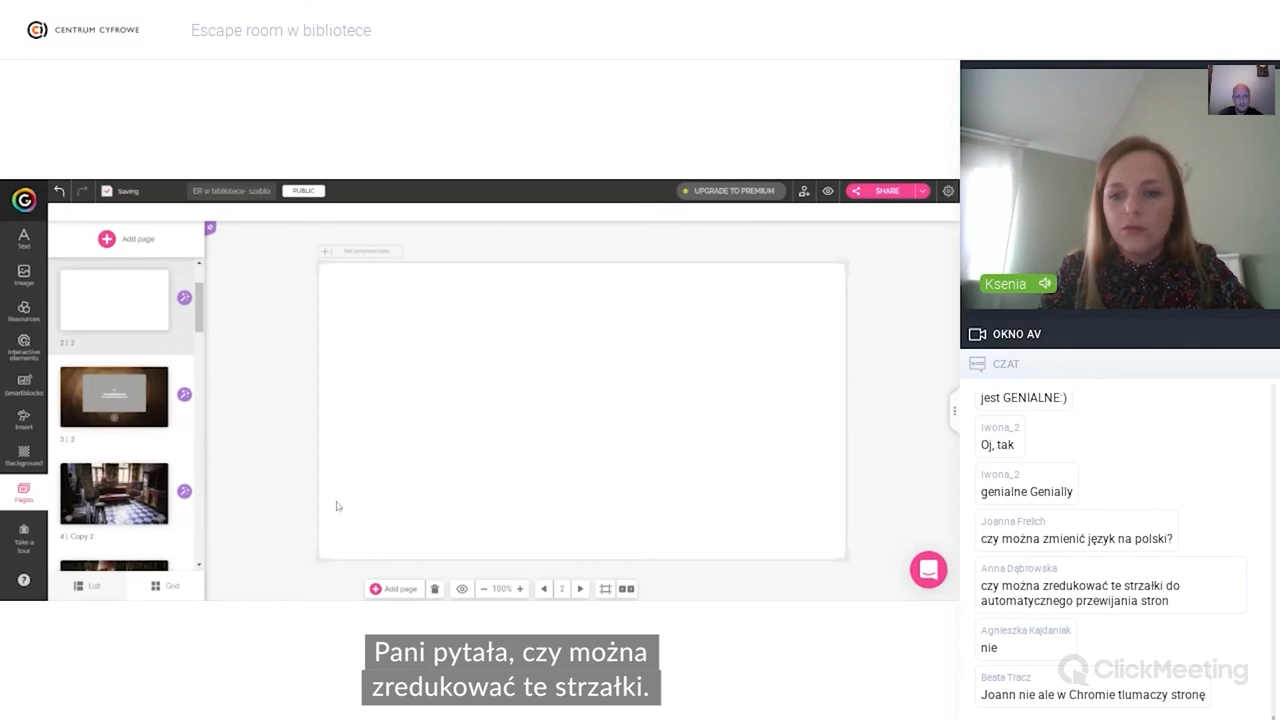 CENTRUM CYFROWE
Escape room w bibliotece
Saving
ER w bibliotece- szablo
PUBLIC
UPGRADE TO PREMIUM
SHARE
Text
Image
Resources
Interactive
elements
Smartblocks
Insert
Background
Pages
Take a
tour
Add page
2 | 2
3 | 2
4 | Copy 2
List
Grid
Add page
100%
2
Ksenia
OKNO AV
CZAT
jest GENIALNE:)
Iwona_2
Oj, tak
Iwona_2
genialne Genially
Joanna Frelich
czy można zmienić język na polski?
Anna Dąbrowska
czy można zredukować te strzałki do
automatycznego przewijania stron
Agnieszka Kajdaniak
nie
Beata Tracz
Joann nie ale w Chromie tlumaczy stronę
ClickMeeting
Pani pytała, czy można
zredukować te strzałki.